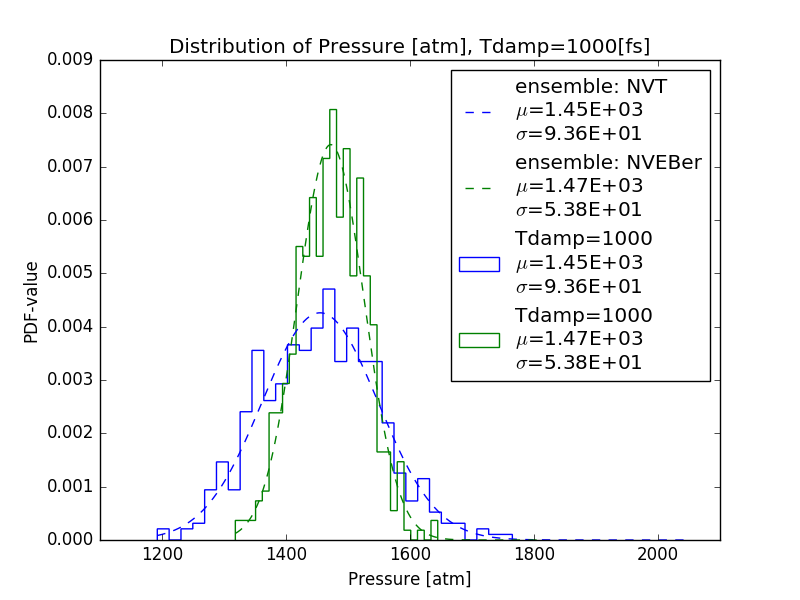 Distribution of Pressure [atm], Tdamp=1000[fs]
0.009
0.008
0.007
0.006
0.005
0.004
0.003
0.002
0.001
0.000
PDF-value
ensemble: NVT
μ=1.45E+03
σ=9.36E+01
ensemble: NVEBer
μ=1.47E+03
σ=5.38E+01
Tdamp=1000
μ=1.45E+03
σ=9.36E+01
Tdamp=1000
μ=1.47E+03
σ=5.38E+01
1200 1400 1600 1800 2000
Pressure [atm]